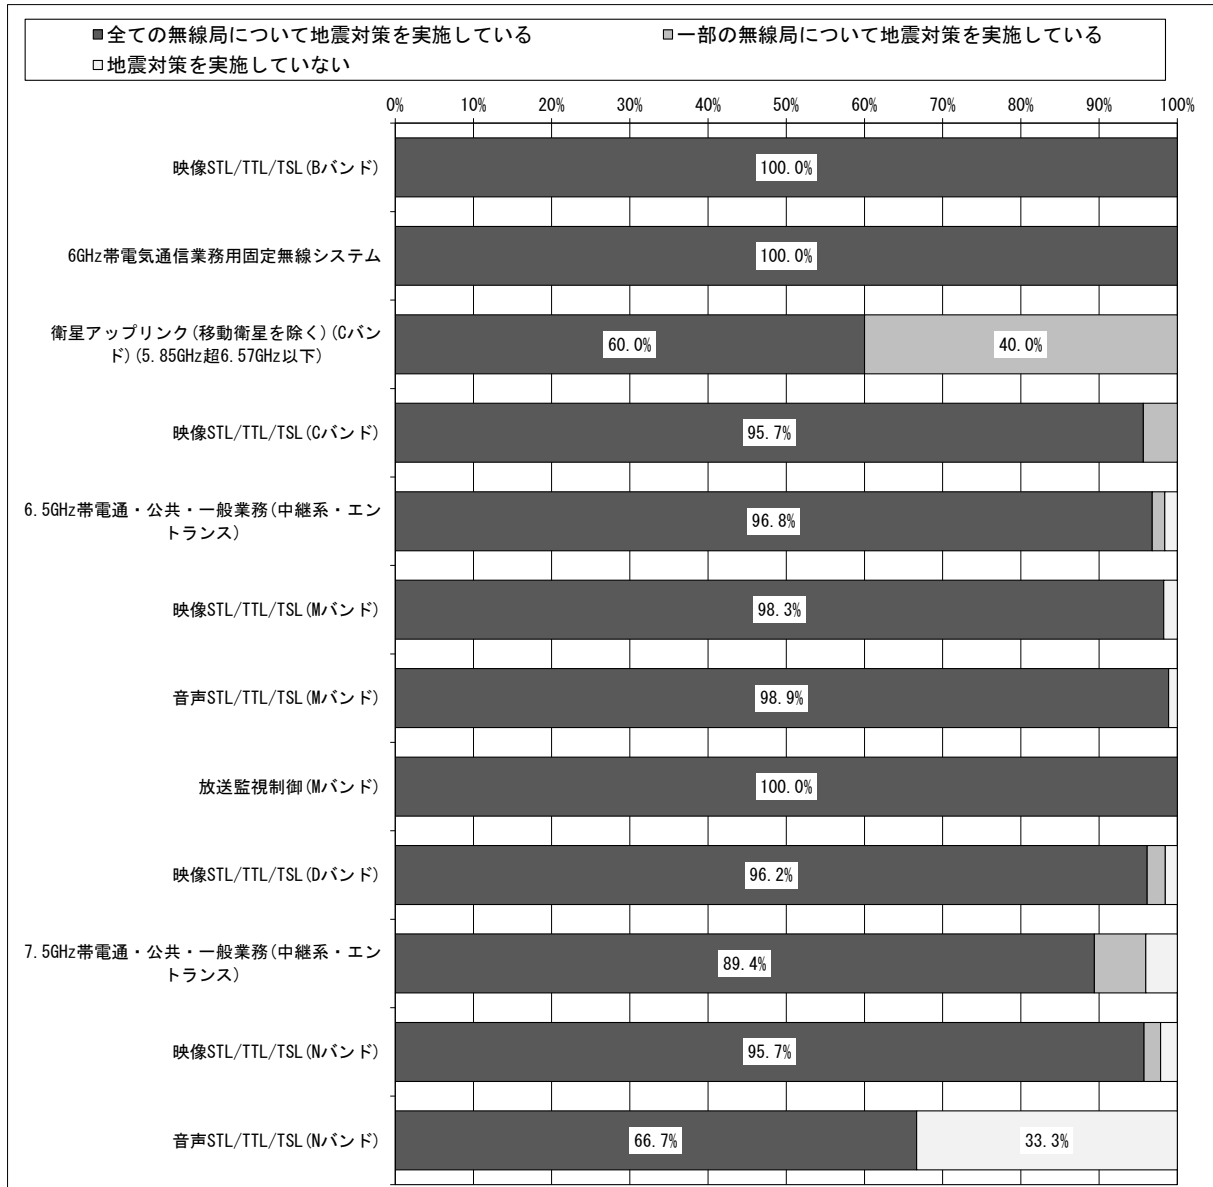 ■全ての無線局について地震対策を実施している
■一部の無線局について地震対策を実施している
□地震対策を実施していない
0% 10% 20% 30% 40% 50% 60% 70% 80% 90% 100%
映像STL/TTL/TSL(Bバンド)
100.0%
6GHz帯電気通信業務用固定無線システム
100.0%
衛星アップリンク(移動衛星を除く)(Cバン
ド)(5.85GHz超6.57GHz以下)
60.0%
40.0%
映像STL/TTL/TSL(Cバンド)
95.7%
6.5GHz帯電通・公共・一般業務(中継系・エン
トランス)
96.8%
映像STL/TTL/TSL(Mバンド)
98.3%
音声STL/TTL/TSL(Mバンド)
98.9%
放送監視制御(Mバンド)
100.0%
映像STL/TTL/TSL(Dバンド)
96.2%
7.5GHz帯電通・公共・一般業務(中継系・エン
トランス)
89.4%
映像STL/TTL/TSL(Nバンド)
95.7%
音声STL/TTL/TSL(Nバンド)
66.7%
33.3%